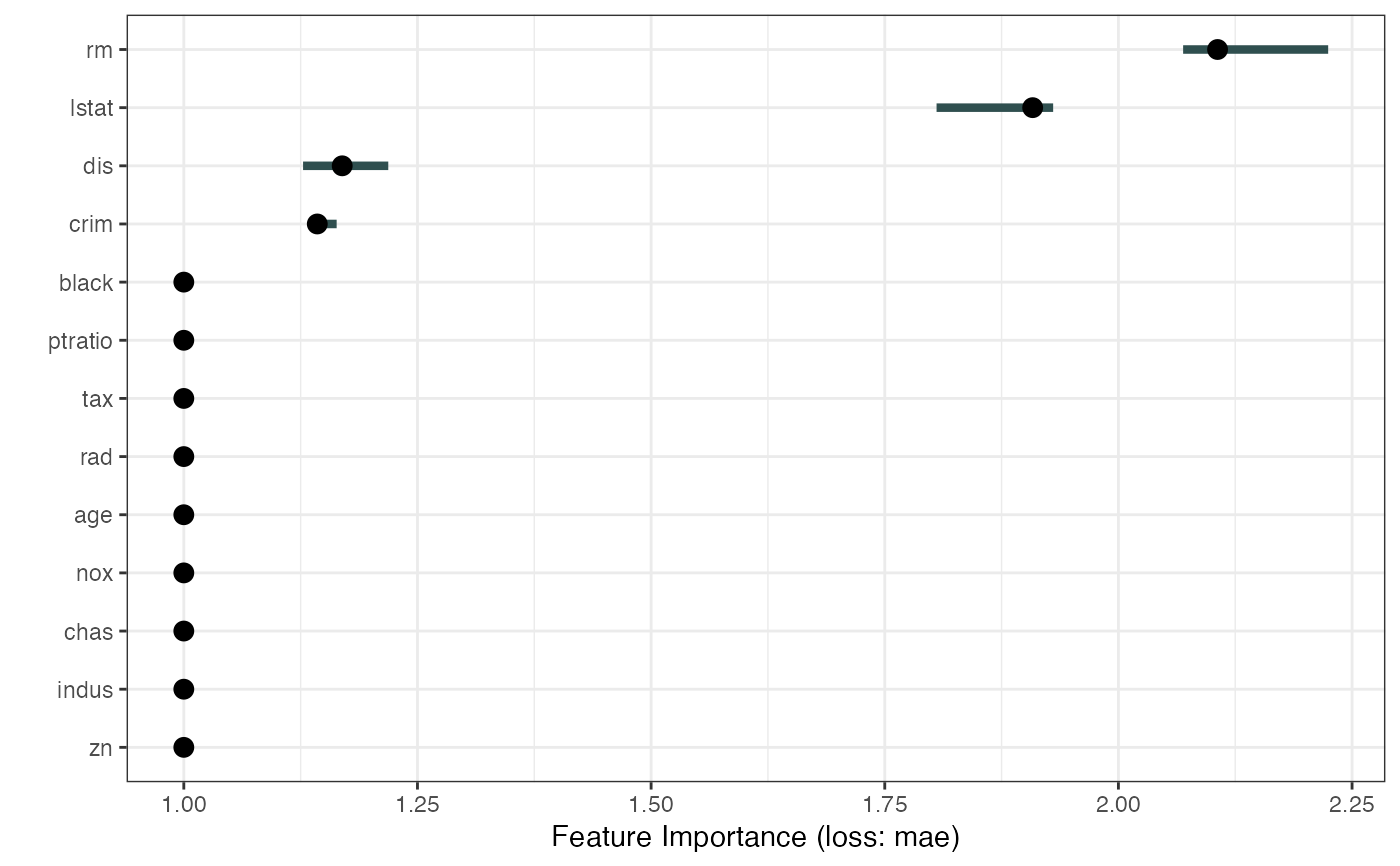 rm
lstat
dis
crim
black
ptratio
tax
rad
age
nox
chas
indus
zn
1.00 1.25 1.50 1.75 2.00 2.25
Feature Importance (loss: mae)